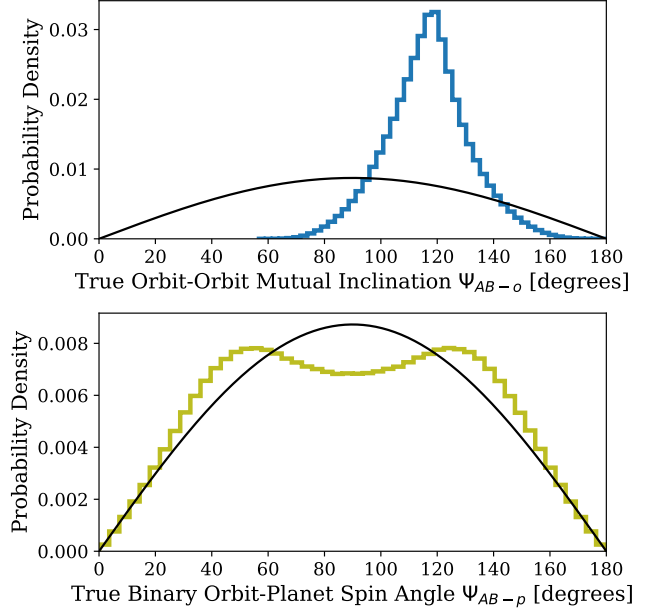 0.03
0.02
0.01
0.00
Probability Density
0 20 40 60 80 100 120 140 160 180
True Orbit-Orbit Mutual Inclination Ψ_{AB−o} [degrees]
0.008
0.006
0.004
0.002
0.000
Probability Density
0 20 40 60 80 100 120 140 160 180
True Binary Orbit-Planet Spin Angle Ψ_{AB−p} [degrees]